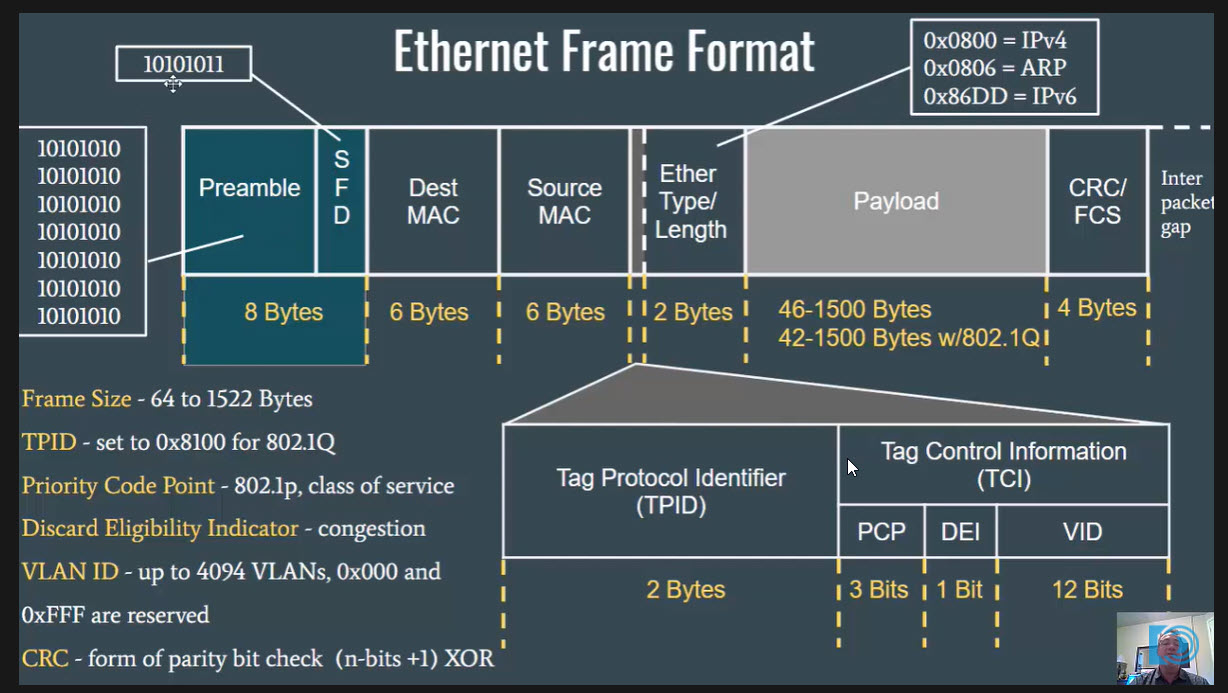 Ethernet Frame Format
10101011
0x0800 = IPv4
0x0806 = ARP
0x86DD = IPv6
10101010
10101010
10101010
10101010
10101010
10101010
10101010
Preamble
S
F
D
Dest
MAC
Source
MAC
Ether
Type/
Length
Payload
CRC/
FCS
Inter
packet
gap
8 Bytes
6 Bytes
6 Bytes
2 Bytes
46-1500 Bytes
42-1500 Bytes w/802.1Q
4 Bytes
Frame Size - 64 to 1522 Bytes
TPID - set to 0x8100 for 802.1Q
Priority Code Point - 802.1p, class of service
Discard Eligibility Indicator - congestion
VLAN ID - up to 4094 VLANs, 0x000 and
0xFFF are reserved
CRC - form of parity bit check (n-bits +1) XOR
Tag Protocol Identifier
(TPID)
Tag Control Information
(TCI)
PCP
DEI
VID
2 Bytes
3 Bits
1 Bit
12 Bits